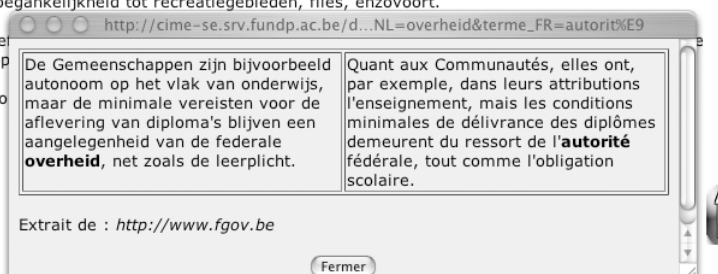 egankelijkheid tot recreatiegebieden, files, enzovoort.
http://cime-se.srv.fundp.ac.be/d...NL=overheid&terme_FR=autorit%E9
De Gemeenschappen zijn bijvoorbeeld
autonoom op het vlak van onderwijs,
maar de minimale vereisten voor de
aflevering van diploma's blijven een
aangelegenheid van de federale
overheid, net zoals de leerplicht.
Quant aux Communautés, elles ont,
par exemple, dans leurs attributions
l'enseignement, mais les conditions
minimales de délivrance des diplômes
demeurent du ressort de l'autorité
fédérale, tout comme l'obligation
scolaire.
Extrait de : http://www.fgov.be
Fermer